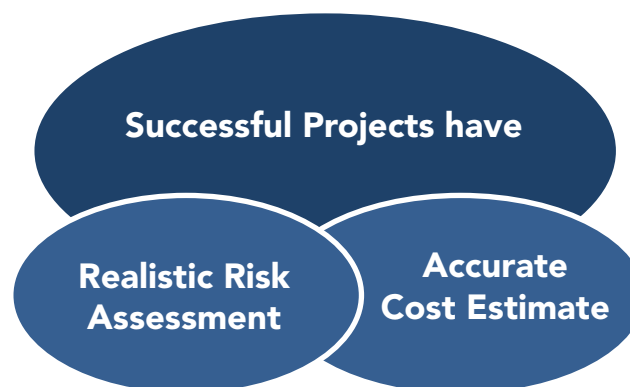 Successful Projects have
Realistic Risk
Assessment
Accurate
Cost Estimate